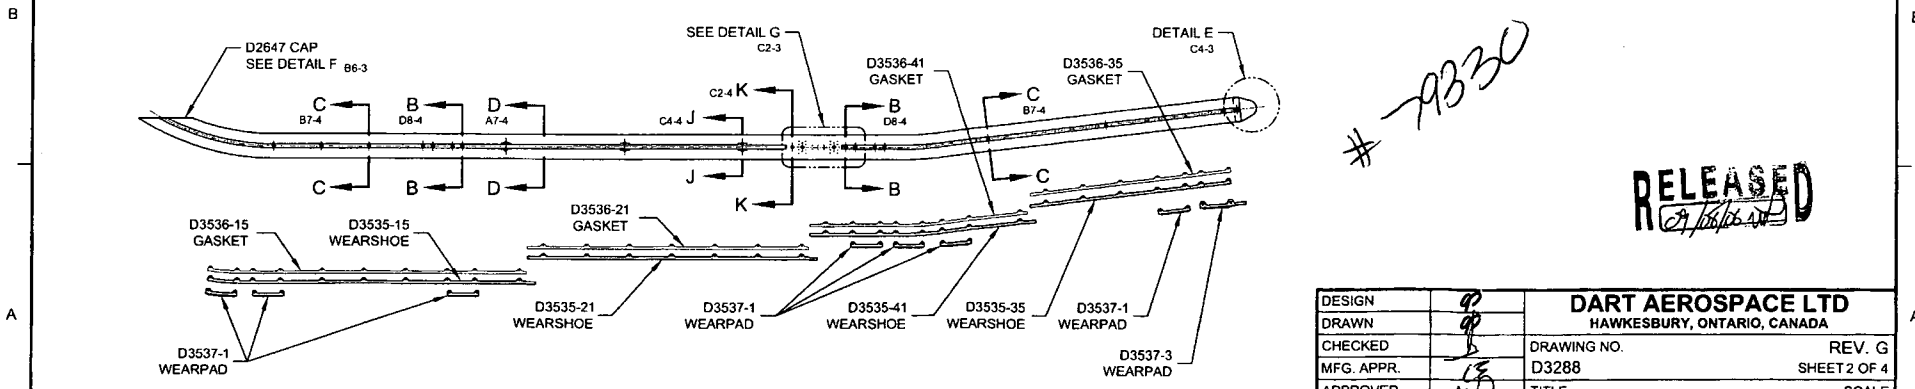 B
D2647 CAP
SEE DETAIL F B6-3
SEE DETAIL G
C2-3
DETAIL E
C4-3
D3536-41
GASKET
D3536-35
GASKET
C
B7-4
B
D8-4
D
A7-4
C2-4 K
C4-4 J
B
D8-4
C
B7-4
C
B
D
J
K
B
C
# 79330
RELEASED
D3536-15
GASKET
D3535-15
WEARSHOE
D3536-21
GASKET
A
D3535-21
WEARSHOE
D3537-1
WEARPAD
D3535-41
WEARSHOE
D3535-35
WEARSHOE
D3537-1
WEARPAD
D3537-3
WEARPAD
D3537-1
WEARPAD
DESIGN
DRAWN
CHECKED
MFG. APPR.
APPROVED
DART AEROSPACE LTD
HAWKESBURY, ONTARIO, CANADA
DRAWING NO.
REV. G
D3288
SHEET 2 OF 4
TITLE
SCALE